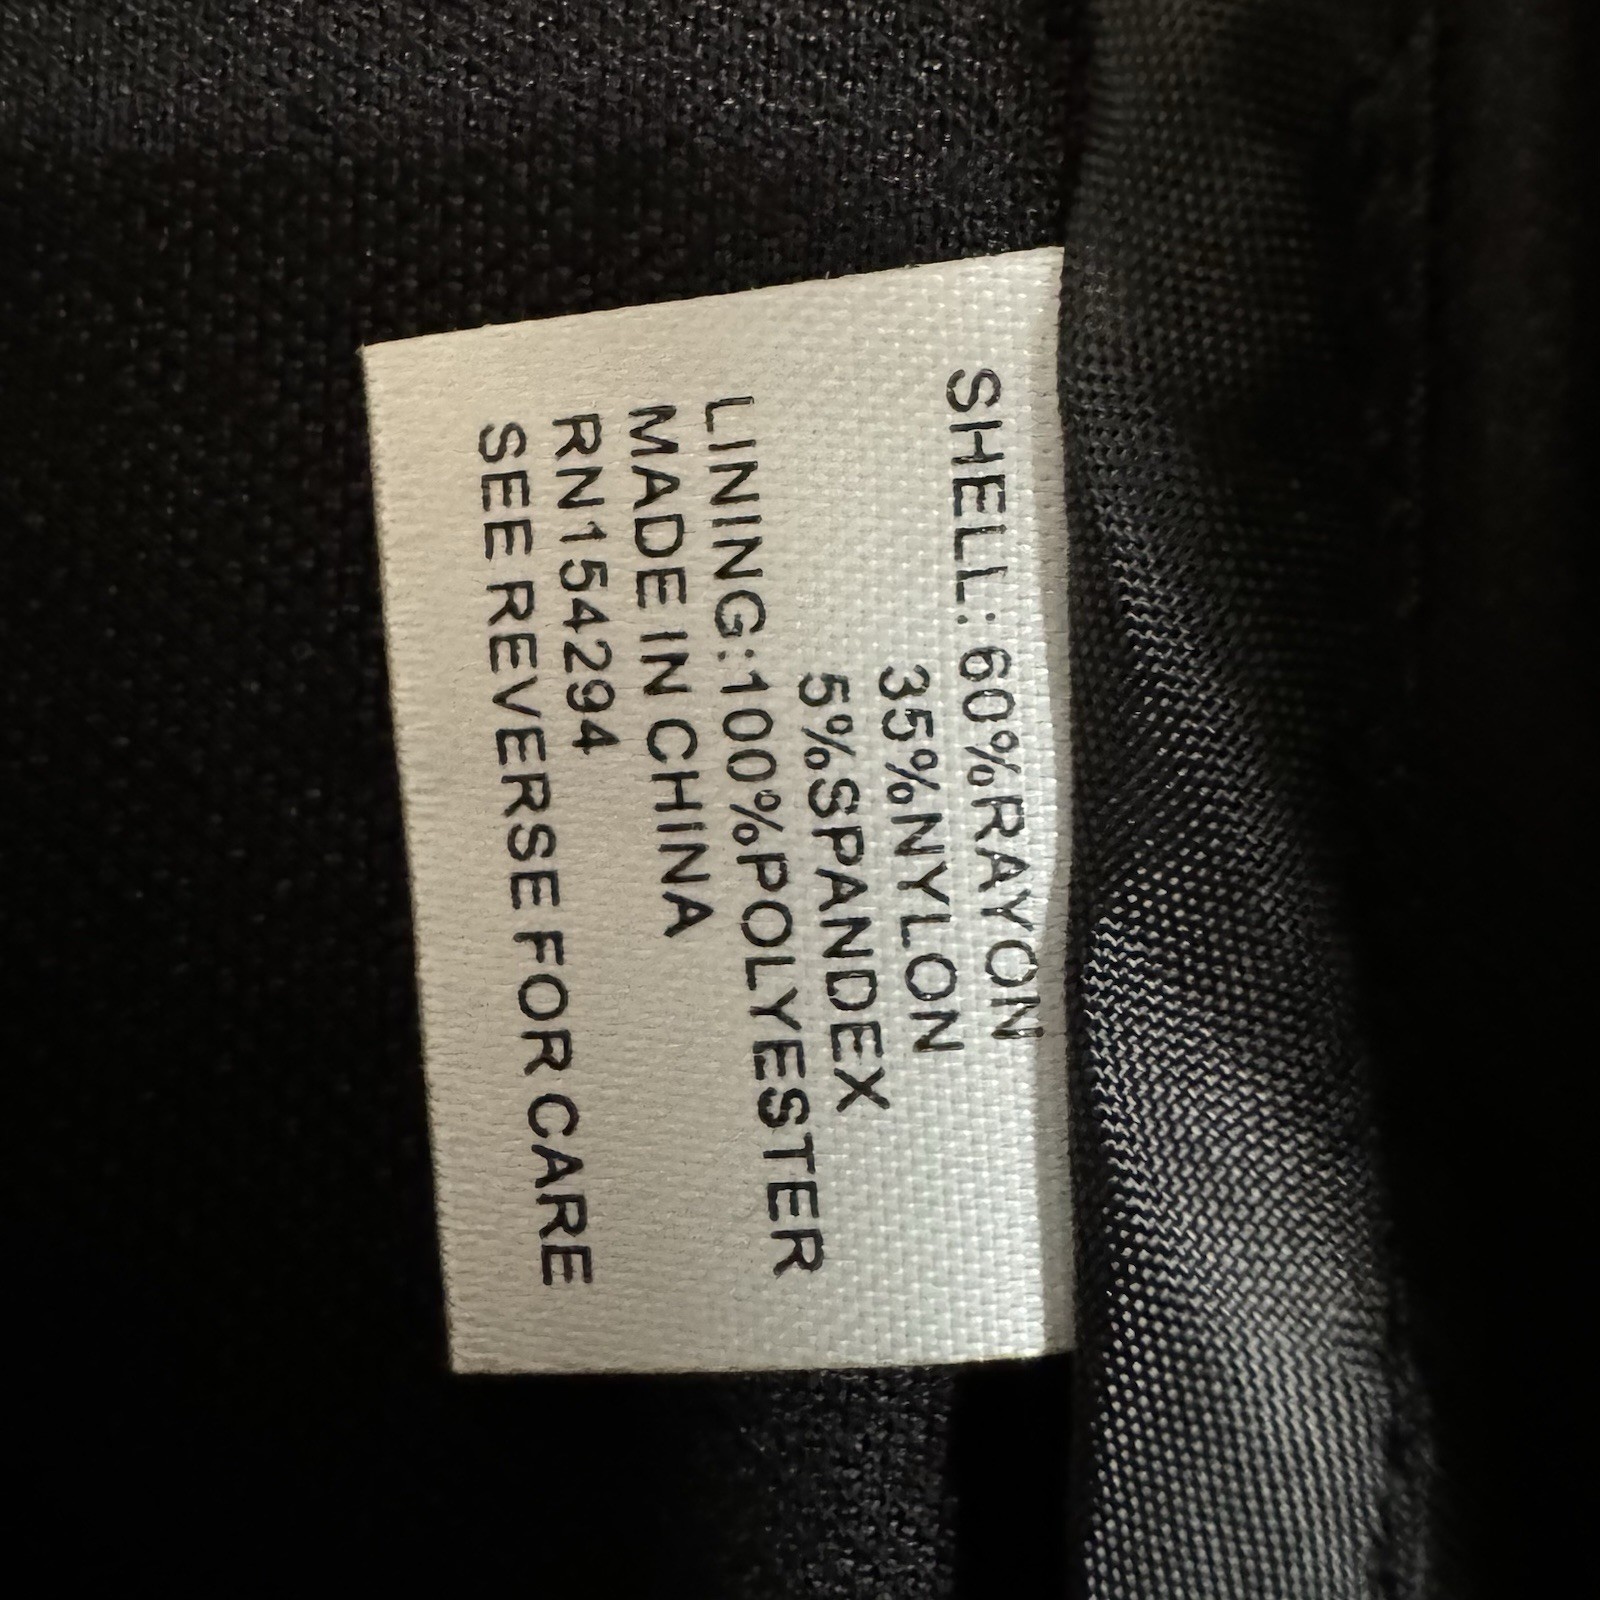 SHELL: 60%RAYON
35%NYLON
5%SPANDEX
LINING:100%POLYESTER
MADE IN CHINA
RN154294
SEE REVERSE FOR CARE